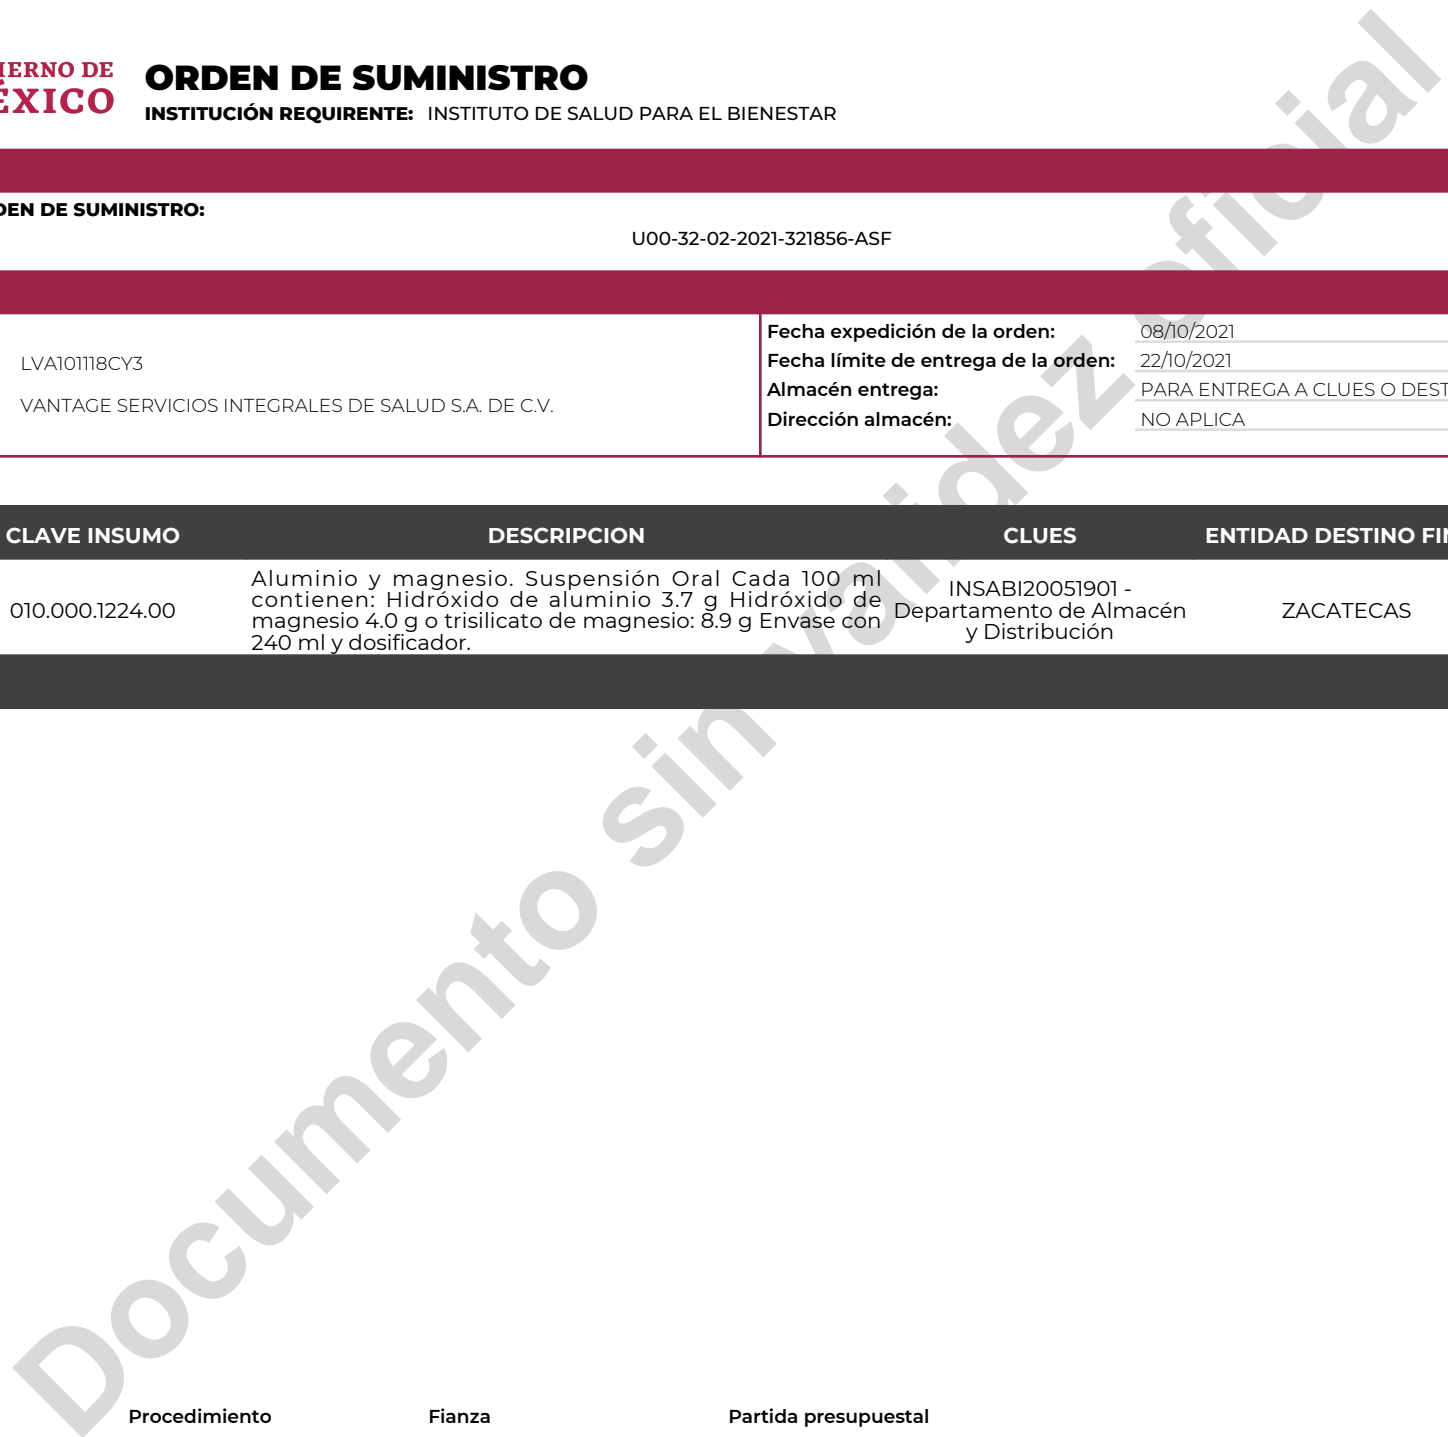 IERNO DE
ÉXICO
ORDEN DE SUMINISTRO
INSTITUCIÓN REQUIRENTE: INSTITUTO DE SALUD PARA EL BIENESTAR
DEN DE SUMINISTRO:
U00-32-02-2021-321856-ASF
LVA101118CY3
VANTAGE SERVICIOS INTEGRALES DE SALUD S.A. DE C.V.
Fecha expedición de la orden: 08/10/2021
Fecha límite de entrega de la orden: 22/10/2021
Almacén entrega: PARA ENTREGA A CLUES O DEST
Dirección almacén: NO APLICA
CLAVE INSUMO DESCRIPCION CLUES ENTIDAD DESTINO FIN
010.000.1224.00
Aluminio y magnesio. Suspensión Oral Cada 100 ml
contienen: Hidróxido de aluminio 3.7 g Hidróxido de
magnesio 4.0 g o trisilicato de magnesio: 8.9 g Envase con
240 ml y dosificador.
INSABI20051901 -
Departamento de Almacén
y Distribución
ZACATECAS
Documento sin validez oficial
Procedimiento Fianza Partida presupuestal